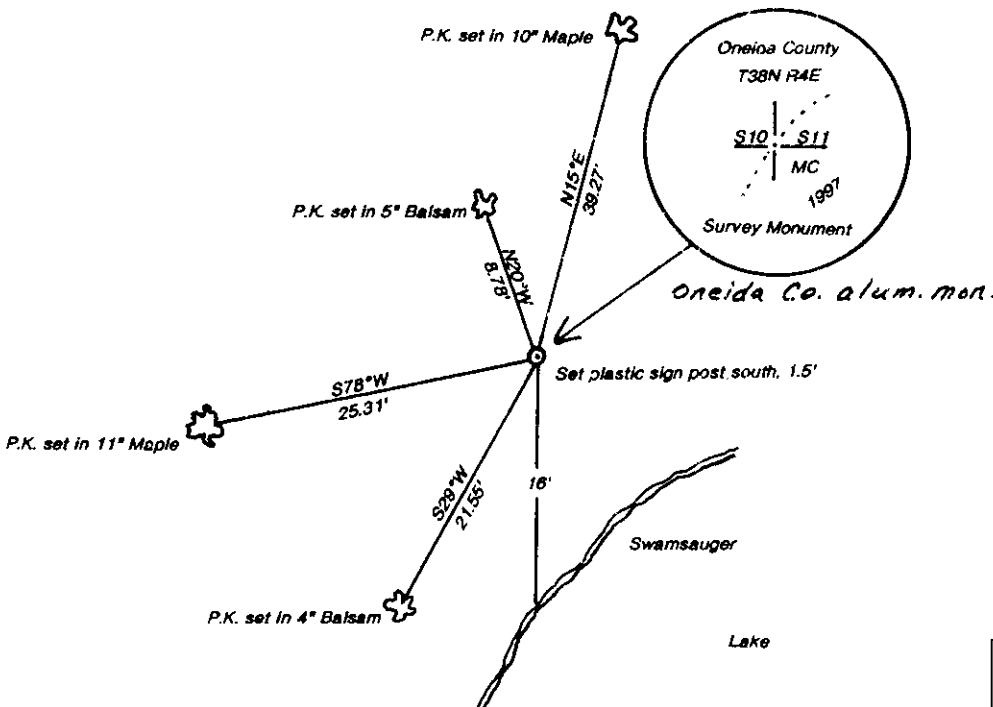 P.K. set in 10" Maple
Oneida County
T38N R4E
S10 S11
MC
1997
Survey Monument
N15°E
39.27'
P.K. set in 5" Balsam
N20°W
8.78'
Oneida Co. alum. mon.
Set plastic sign post south, 1.5'
S78°W
25.31'
P.K. set in 11" Maple
S29°W
21.55'
16'
Swamsauger
P.K. set in 4" Balsam
Lake